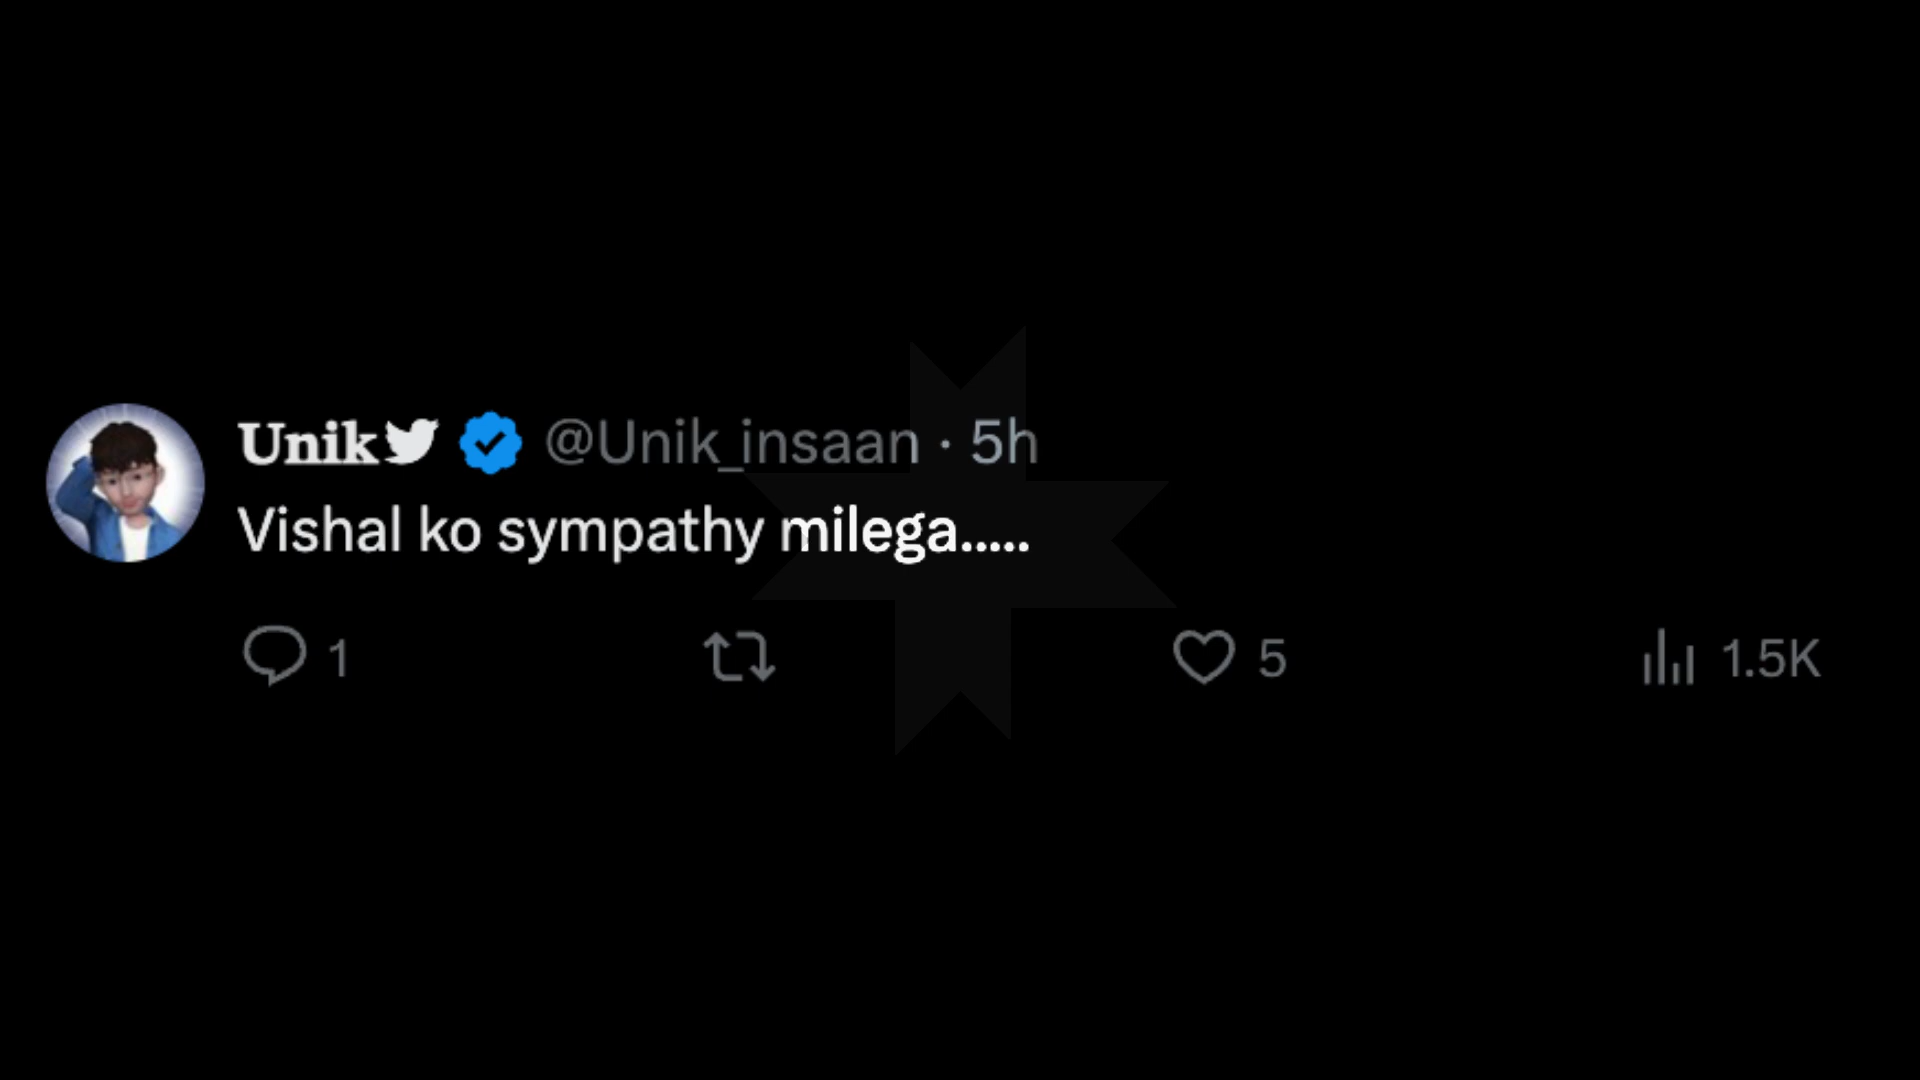 Unik @Unik_insaan · 5h
Vishal ko sympathy milega.....
1 5 1.5K